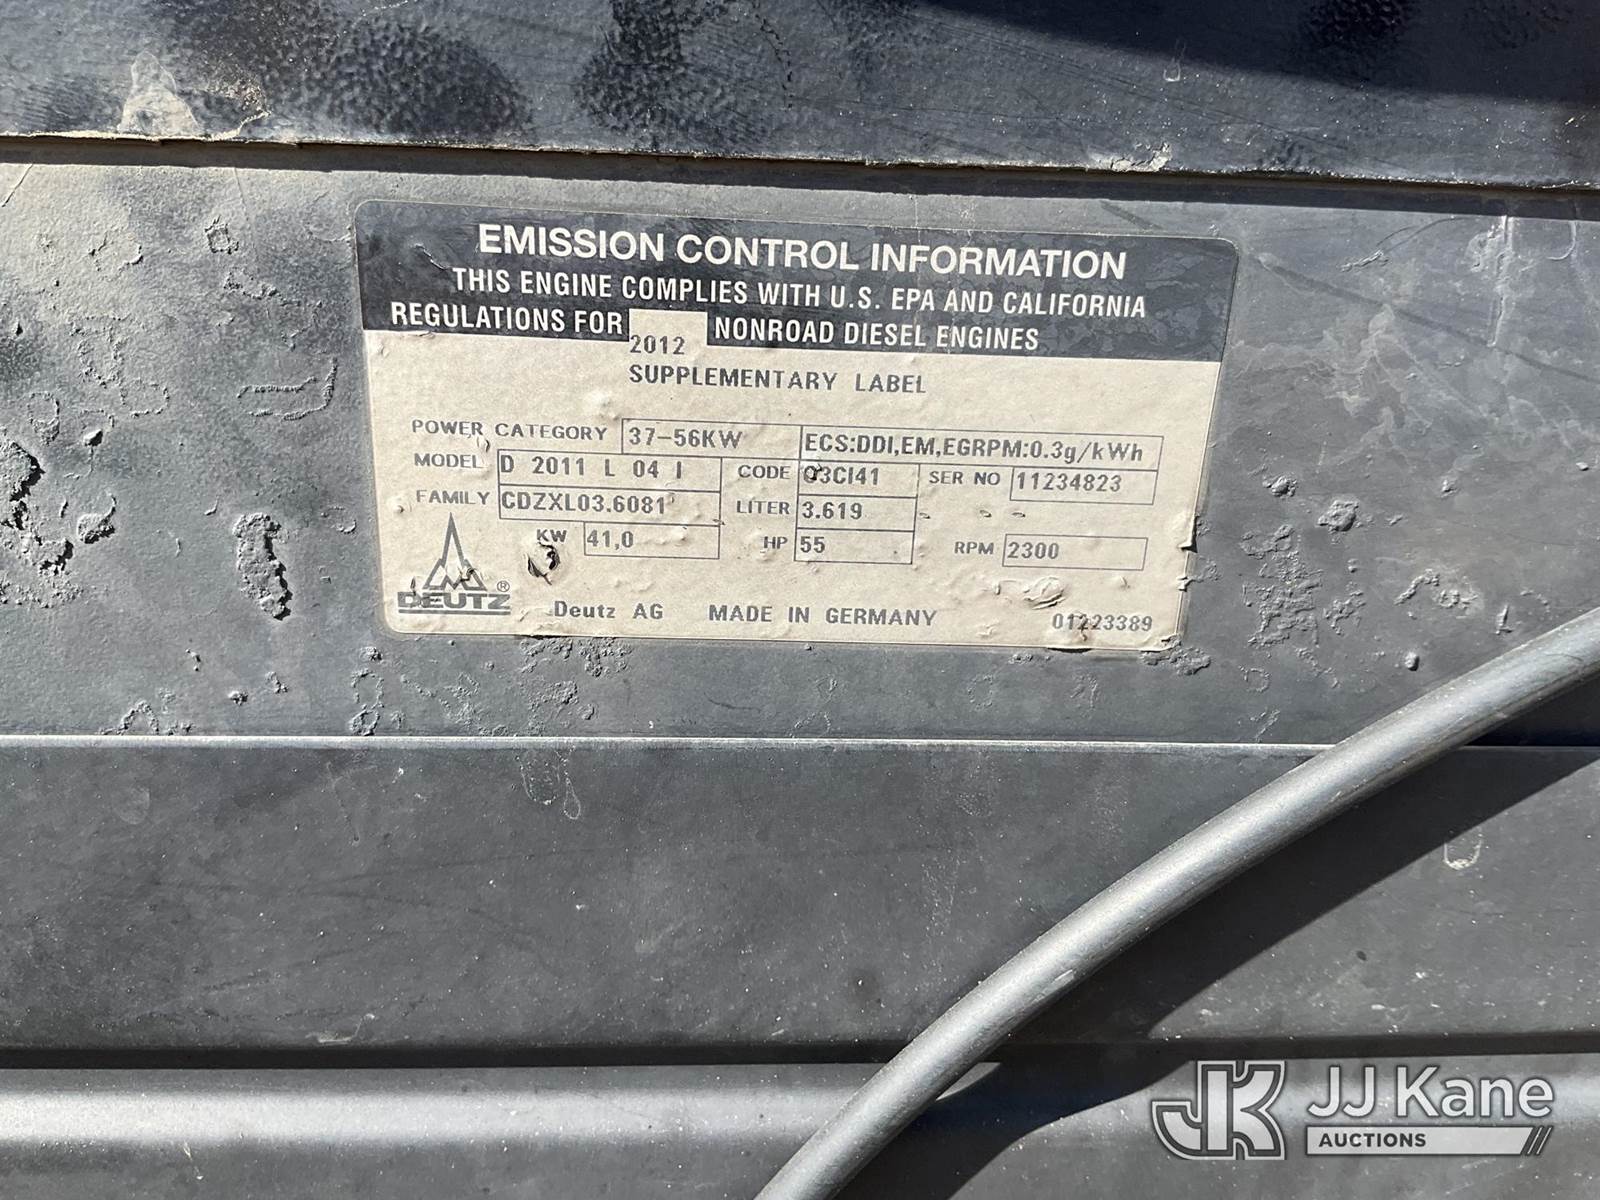 EMISSION CONTROL INFORMATION
THIS ENGINE COMPLIES WITH U.S. EPA AND CALIFORNIA
REGULATIONS FOR 2012 NONROAD DIESEL ENGINES
SUPPLEMENTARY LABEL
POWER CATEGORY 37-56KW ECS:DDI,EM,EGRPM:0.3g/kWh
MODEL D 2011 L 04 I CODE 03CI41 SER NO 11234823
FAMILY CDZXL03.6081 LITER 3.619 - - -
KW 41,0 HP 55 RPM 2300
DEUTZ® Deutz AG MADE IN GERMANY 01223389
JK JJ Kane
AUCTIONS